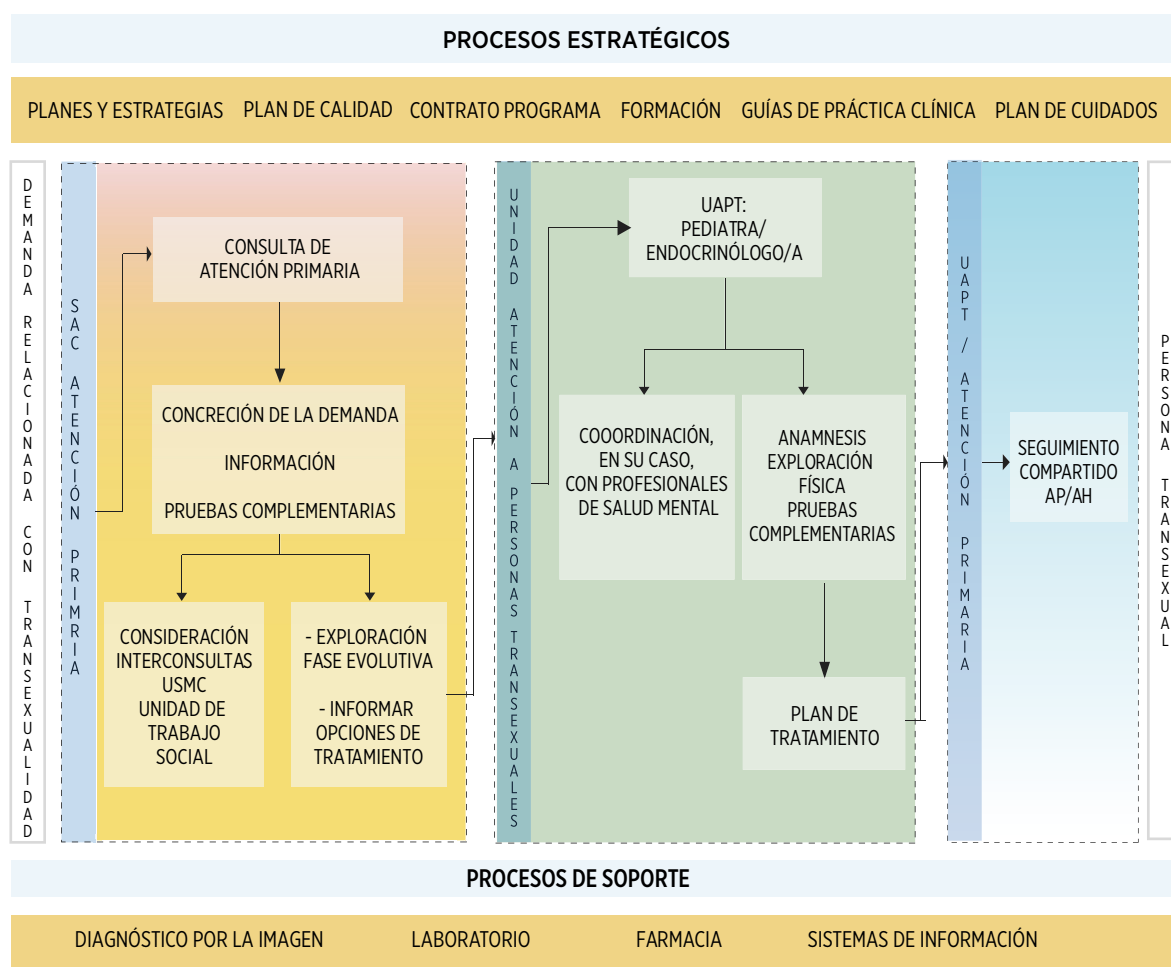 PROCESOS ESTRATÉGICOS
PLANES Y ESTRATEGIAS PLAN DE CALIDAD CONTRATO PROGRAMA FORMACIÓN GUÍAS DE PRÁCTICA CLÍNICA PLAN DE CUIDADOS
DEMANDA RELACIONADA CON TRANSEXUALIDAD
SAC ATENCIÓN PRIMRIA
CONSULTA DE
ATENCIÓN PRIMARIA
CONCRECIÓN DE LA DEMANDA
INFORMACIÓN
PRUEBAS COMPLEMENTARIAS
CONSIDERACIÓN
INTERCONSULTAS
USMC
UNIDAD DE
TRABAJO
SOCIAL
- EXPLORACIÓN
FASE EVOLUTIVA
- INFORMAR
OPCIONES DE
TRATAMIENTO
UNIDAD ATENCIÓN A PERSONAS TRANSEXUALES
UAPT:
PEDIATRA/
ENDOCRINÓLOGO/A
COOORDINACIÓN,
EN SU CASO,
CON PROFESIONALES
DE SALUD MENTAL
ANAMNESIS
EXPLORACIÓN
FÍSICA
PRUEBAS
COMPLEMENTARIAS
PLAN DE
TRATAMIENTO
UAPT / ATENCIÓN PRIMARIA
SEGUIMIENTO
COMPARTIDO
AP/AH
PERSONA TRANSEXUAL
PROCESOS DE SOPORTE
DIAGNÓSTICO POR LA IMAGEN LABORATORIO FARMACIA SISTEMAS DE INFORMACIÓN